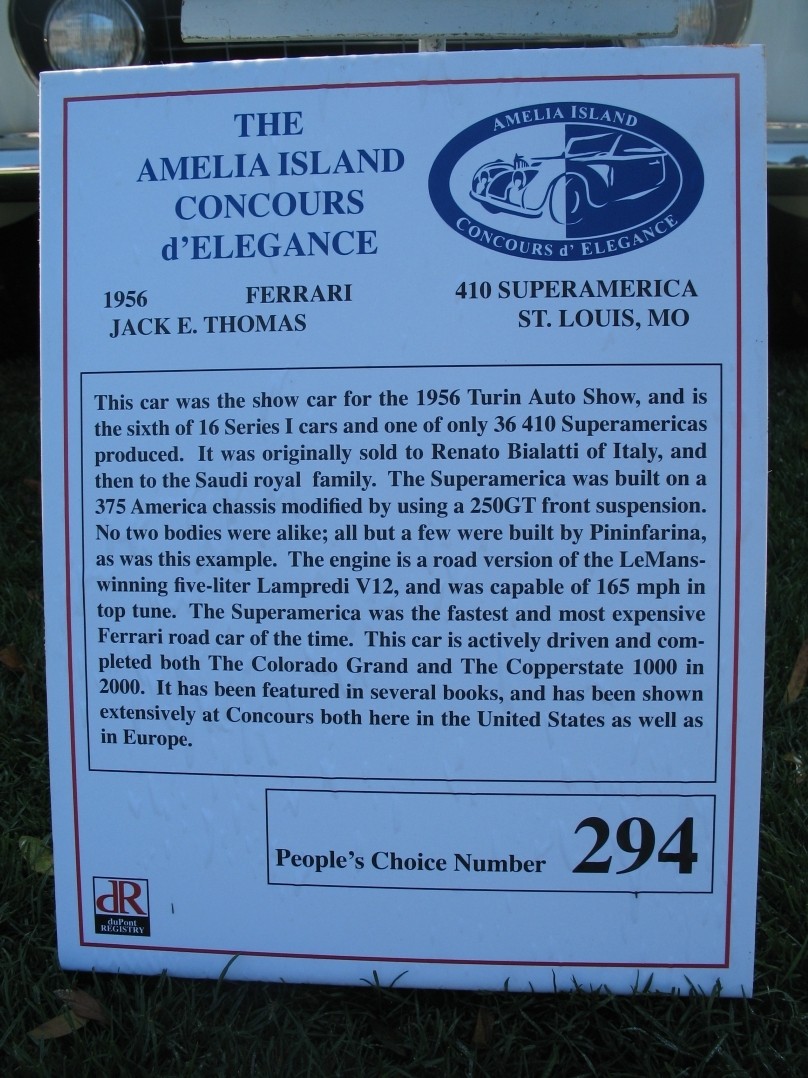 THE
AMELIA ISLAND
CONCOURS
d'ELEGANCE
AMELIA ISLAND
CONCOURS d' ELEGANCE
1956 FERRARI 410 SUPERAMERICA
JACK E. THOMAS ST. LOUIS, MO
This car was the show car for the 1956 Turin Auto Show, and is
the sixth of 16 Series I cars and one of only 36 410 Superamericas
produced. It was originally sold to Renato Bialatti of Italy, and
then to the Saudi royal family. The Superamerica was built on a
375 America chassis modified by using a 250GT front suspension.
No two bodies were alike; all but a few were built by Pininfarina,
as was this example. The engine is a road version of the LeMans-
winning five-liter Lampredi V12, and was capable of 165 mph in
top tune. The Superamerica was the fastest and most expensive
Ferrari road car of the time. This car is actively driven and com-
pleted both The Colorado Grand and The Copperstate 1000 in
2000. It has been featured in several books, and has been shown
extensively at Concours both here in the United States as well as
in Europe.
People's Choice Number 294
dR
duPont
REGISTRY